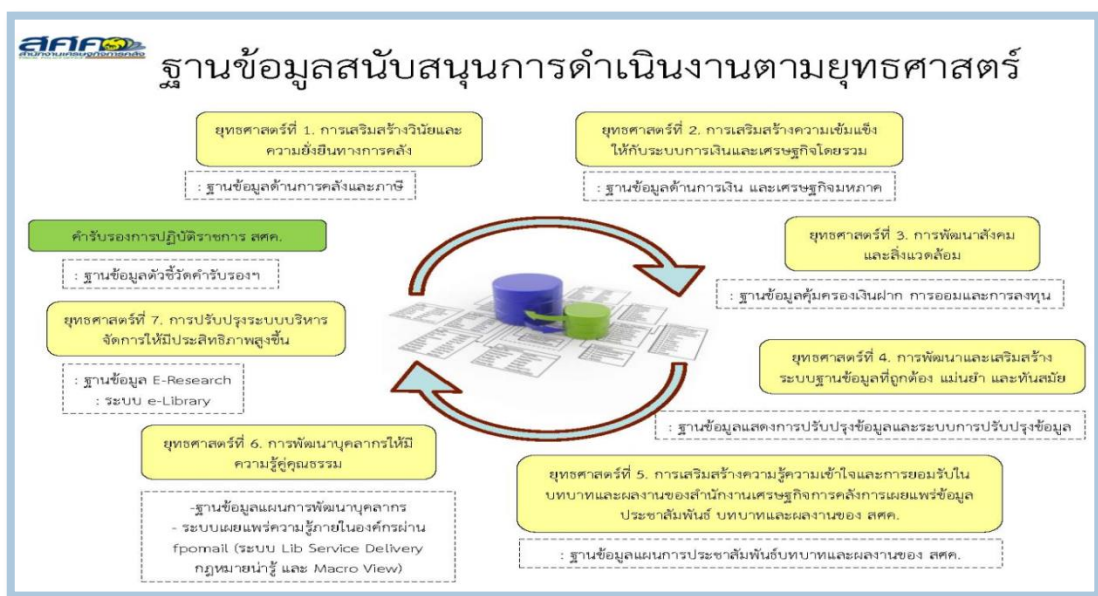 สศค
สำนักงานเศรษฐกิจการคลัง
ฐานข้อมูลสนับสนุนการดำเนินงานตามยุทธศาสตร์
ยุทธศาสตร์ที่ 1. การเสริมสร้างวินัยและ
ความยั่งยืนทางการคลัง
: ฐานข้อมูลด้านการคลังและภาษี
ยุทธศาสตร์ที่ 2. การเสริมสร้างความเข้มแข็ง
ให้กับระบบการเงินและเศรษฐกิจโดยรวม
: ฐานข้อมูลด้านการเงิน และเศรษฐกิจมหภาค
ยุทธศาสตร์ที่ 3. การพัฒนาสังคม
และสิ่งแวดล้อม
: ฐานข้อมูลคุ้มครองเงินฝาก การออมและการลงทุน
ยุทธศาสตร์ที่ 4. การพัฒนาและเสริมสร้าง
ระบบฐานข้อมูลที่ถูกต้อง แม่นยำ และทันสมัย
: ฐานข้อมูลแสดงการปรับปรุงข้อมูลและระบบการปรับปรุงข้อมูล
ยุทธศาสตร์ที่ 5. การเสริมสร้างความรู้ความเข้าใจและการยอมรับใน
บทบาทและผลงานของสำนักงานเศรษฐกิจการคลังการเผยแพร่ข้อมูล
ประชาสัมพันธ์ บทบาทและผลงานของ สศค.
: ฐานข้อมูลแผนการประชาสัมพันธ์บทบาทและผลงานของ สศค.
ยุทธศาสตร์ที่ 6. การพัฒนาบุคลากรให้มี
ความรู้คู่คุณธรรม
-ฐานข้อมูลแผนการพัฒนาบุคลากร
- ระบบเผยแพร่ความรู้ภายในองค์กรผ่าน
fpomail (ระบบ Lib Service Delivery
กฎหมายน่ารู้ และ Macro View)
ยุทธศาสตร์ที่ 7. การปรับปรุงระบบบริหาร
จัดการให้มีประสิทธิภาพสูงขึ้น
: ฐานข้อมูล E-Research
: ระบบ e-Library
คำรับรองการปฏิบัติราชการ สศค.
: ฐานข้อมูลตัวชี้วัดคำรับรองฯ